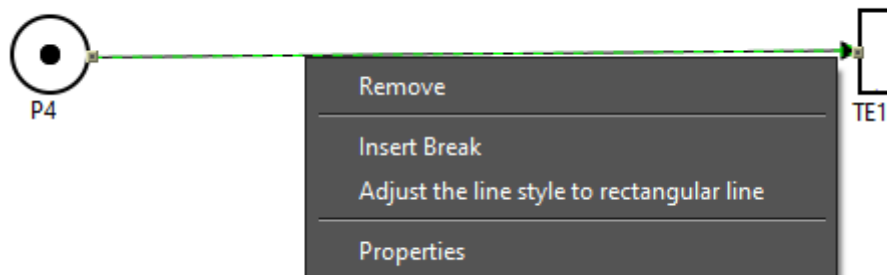 P4
TE1
Remove
Insert Break
Adjust the line style to rectangular line
Properties